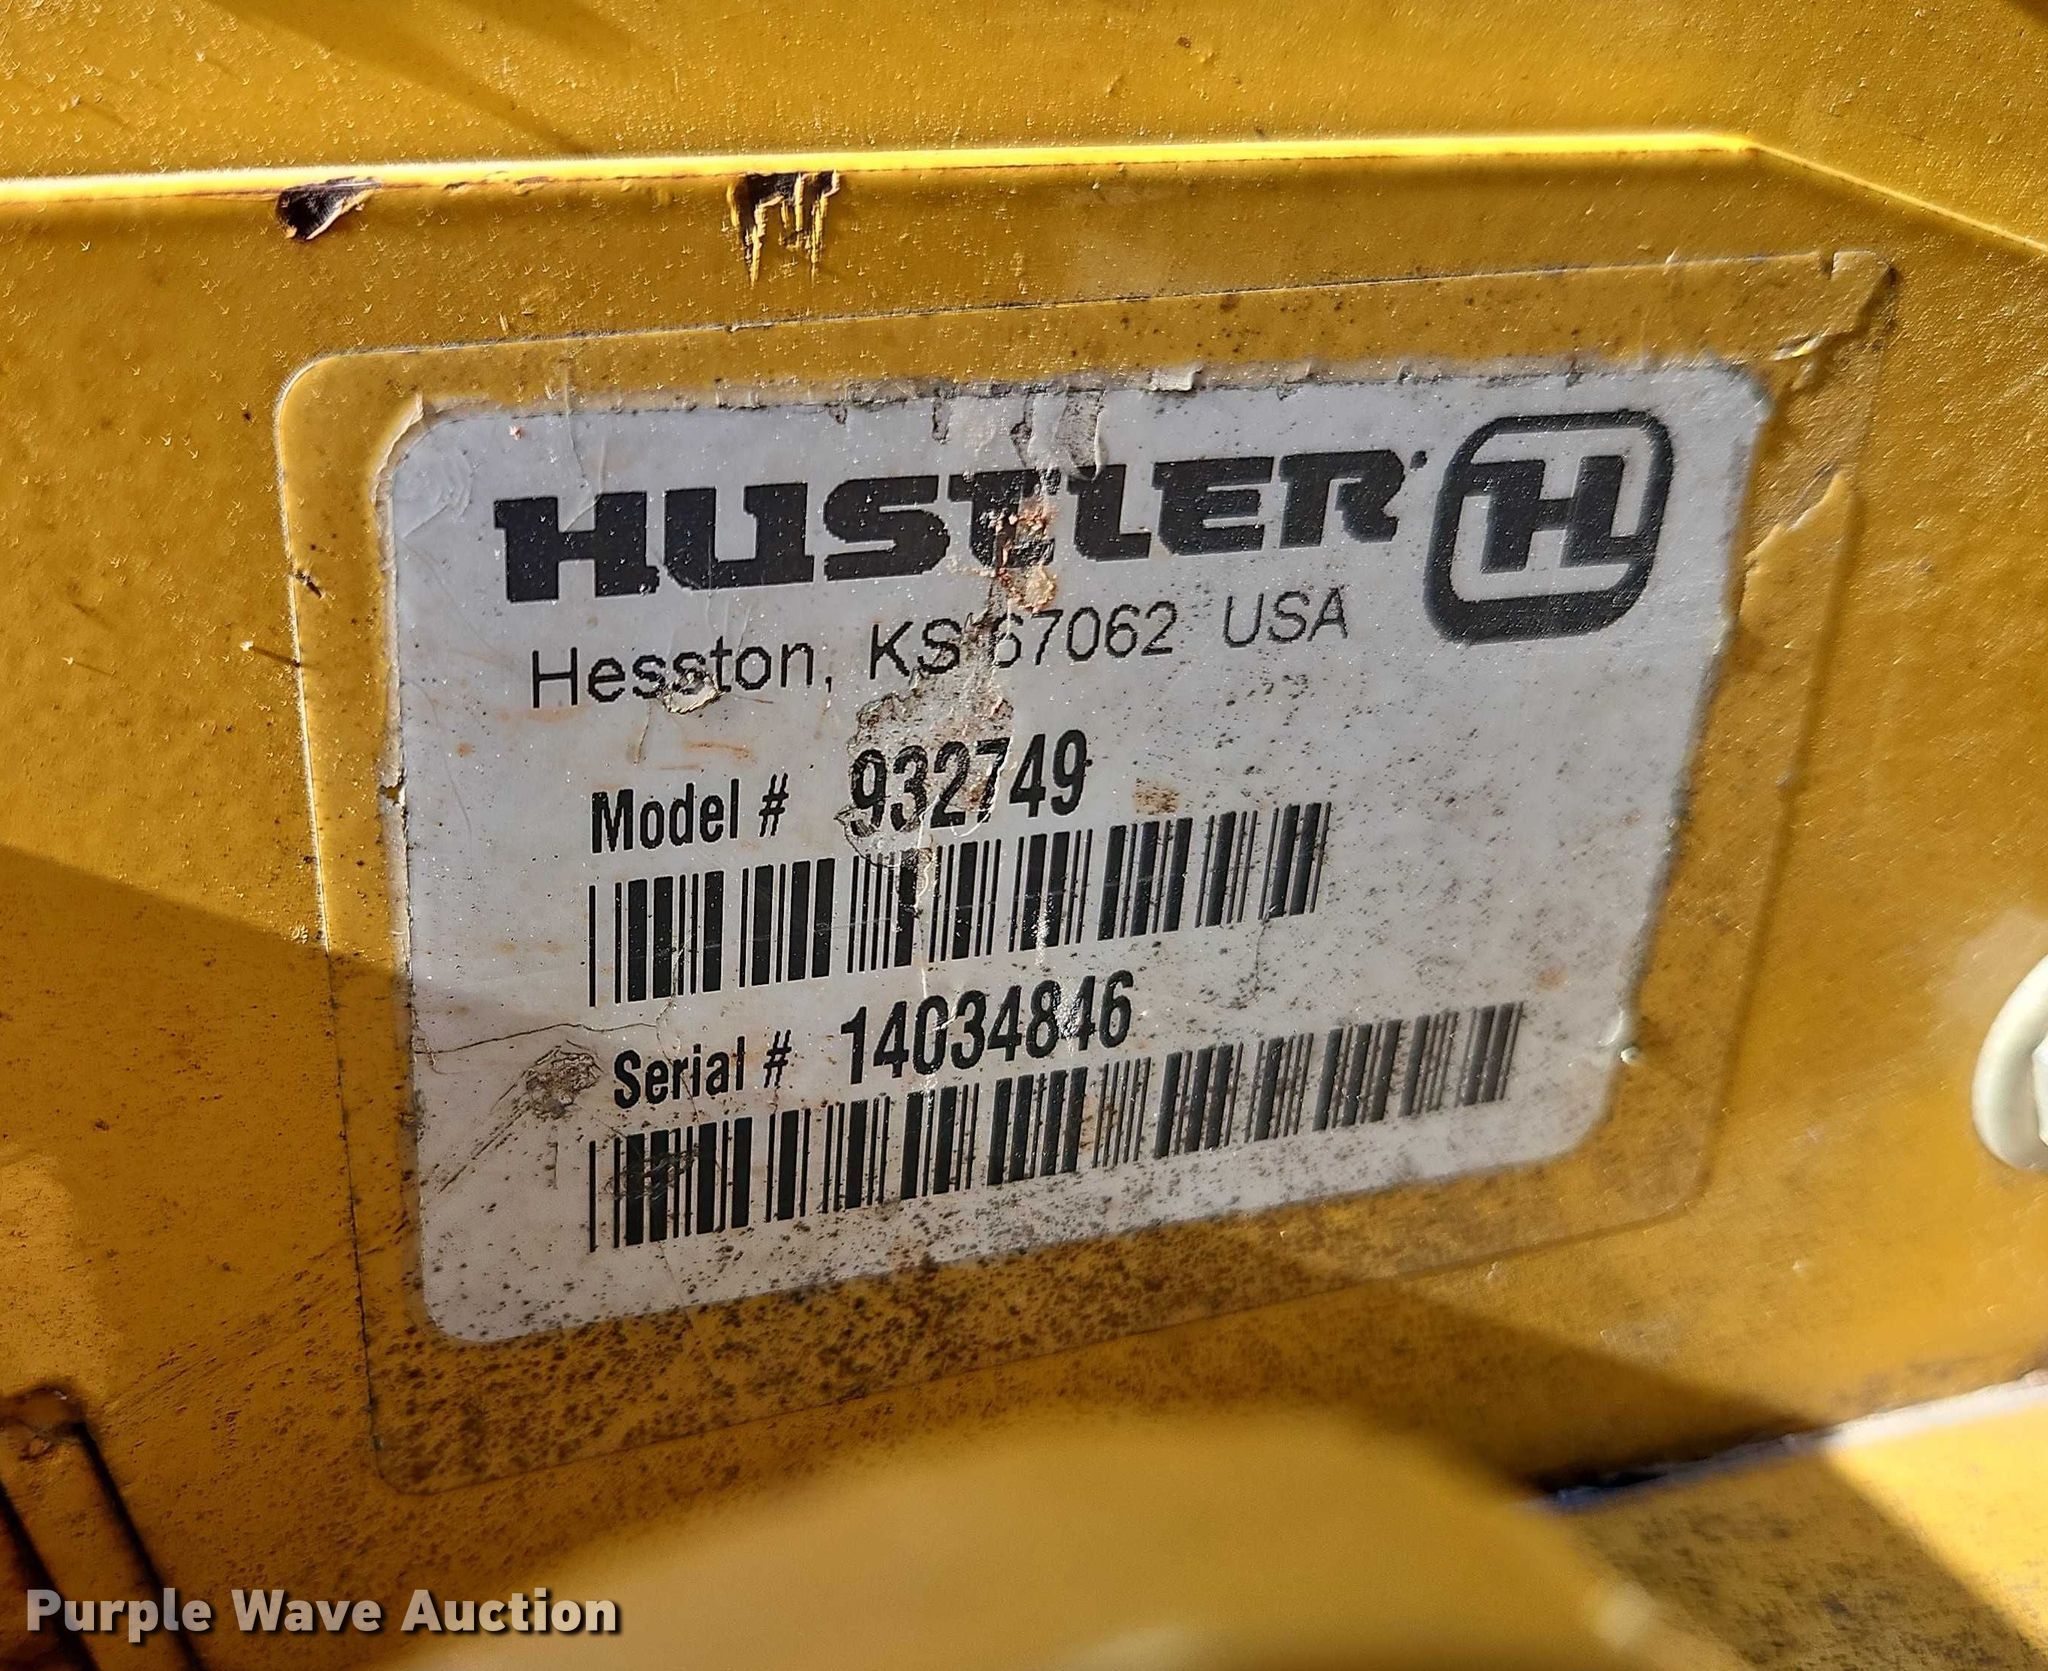 HUSTLER H
Hesston, KS 67062 USA
Model # 932749
Serial # 14034846
Purple Wave Auction